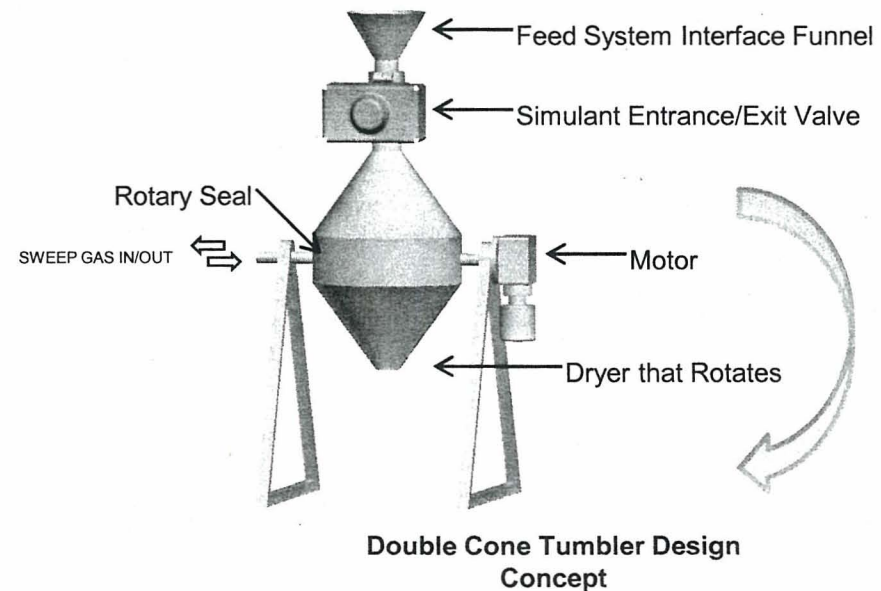 Feed System Interface Funnel
Simulant Entrance/Exit Valve
Rotary Seal
SWEEP GAS IN/OUT
Motor
Dryer that Rotates
Double Cone Tumbler Design
Concept